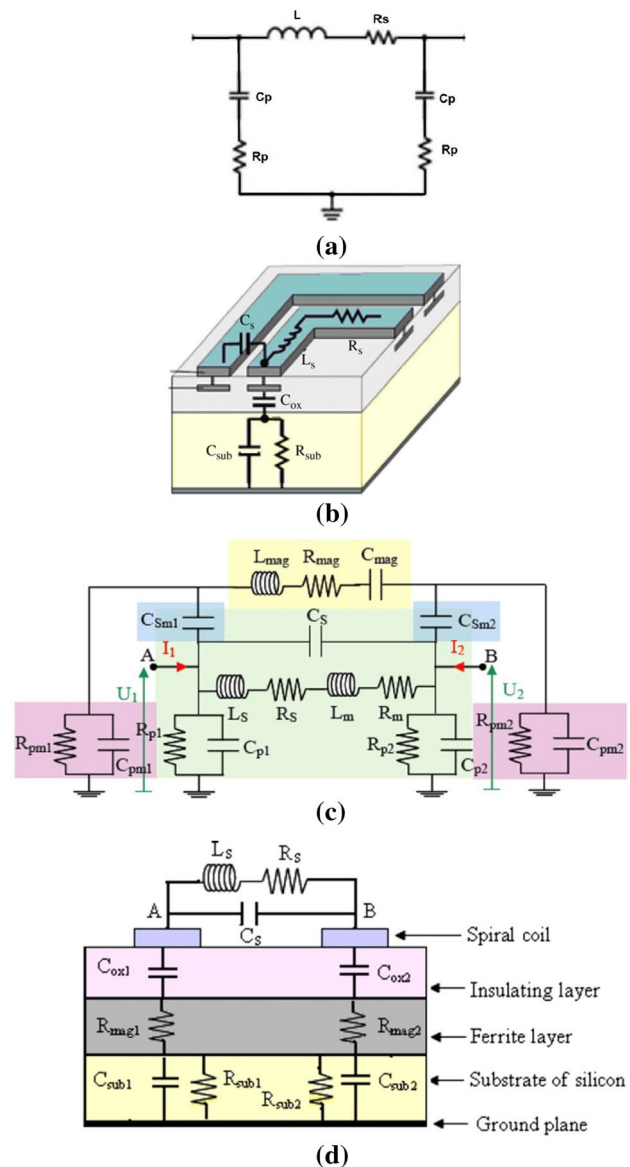 L Rs
Cp Cp
Rp Rp
(a)
Cs
Ls Rs
Cox
Csub Rsub
(b)
Lmag Rmag Cmag
CSm1 CS CSm2
A I1 I2 B
U1 U2
LS RS Lm Rm
Rpm1 Cpm1 Rp1 Cp1 Rp2 Cp2 Rpm2 Cpm2
(c)
LS RS
A B
CS
Spiral coil
Cox1 Cox2
Insulating layer
Rmag1 Rmag2
Ferrite layer
Csub1 Rsub1 Rsub2 Csub2
Substrate of silicon
Ground plane
(d)